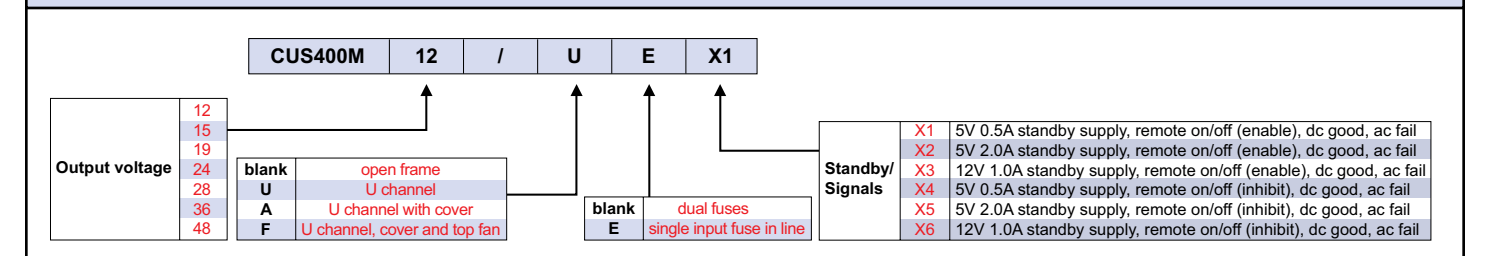 CUS400M 12 / U E X1
Output voltage
12
15
19
24
28
36
48
blank open frame
U U channel
A U channel with cover
F U channel, cover and top fan
blank dual fuses
E single input fuse in line
Standby/
Signals
X1 5V 0.5A standby supply, remote on/off (enable), dc good, ac fail
X2 5V 2.0A standby supply, remote on/off (enable), dc good, ac fail
X3 12V 1.0A standby supply, remote on/off (enable), dc good, ac fail
X4 5V 0.5A standby supply, remote on/off (inhibit), dc good, ac fail
X5 5V 2.0A standby supply, remote on/off (inhibit), dc good, ac fail
X6 12V 1.0A standby supply, remote on/off (inhibit), dc good, ac fail